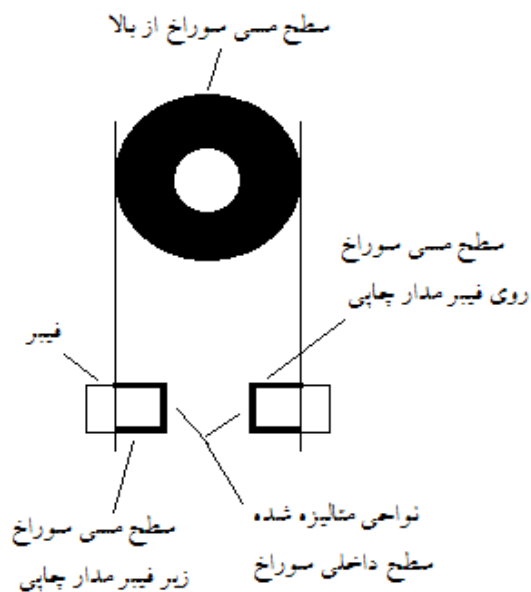 سطح مسی سوراخ از بالا
سطح مسی سوراخ
روی فیبر مدار چاپی
فیبر
نواحی متالیزه شده
سطح داخلی سوراخ
سطح مسی سوراخ
زیر فیبر مدار چاپی